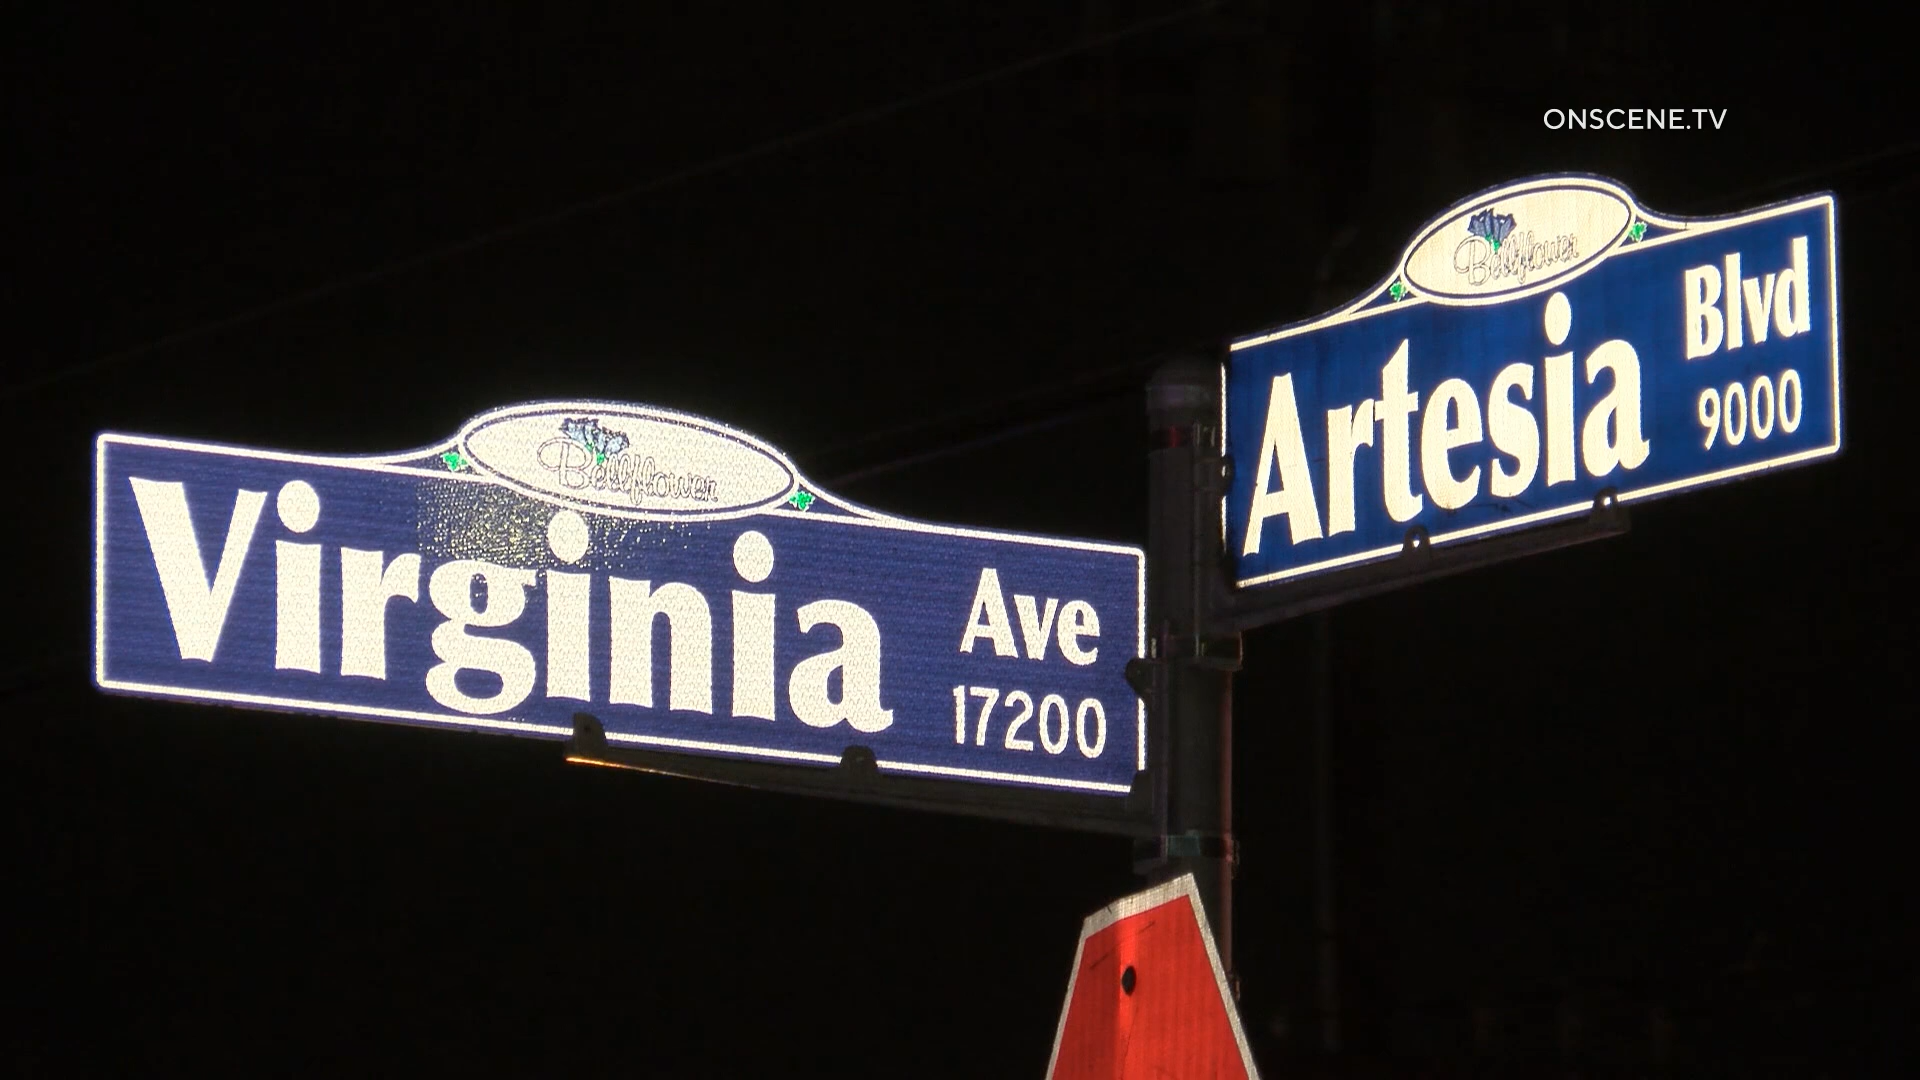 ONSCENE.TV
Bellflower
Artesia Blvd
9000
Bellflower
Virginia Ave
17200